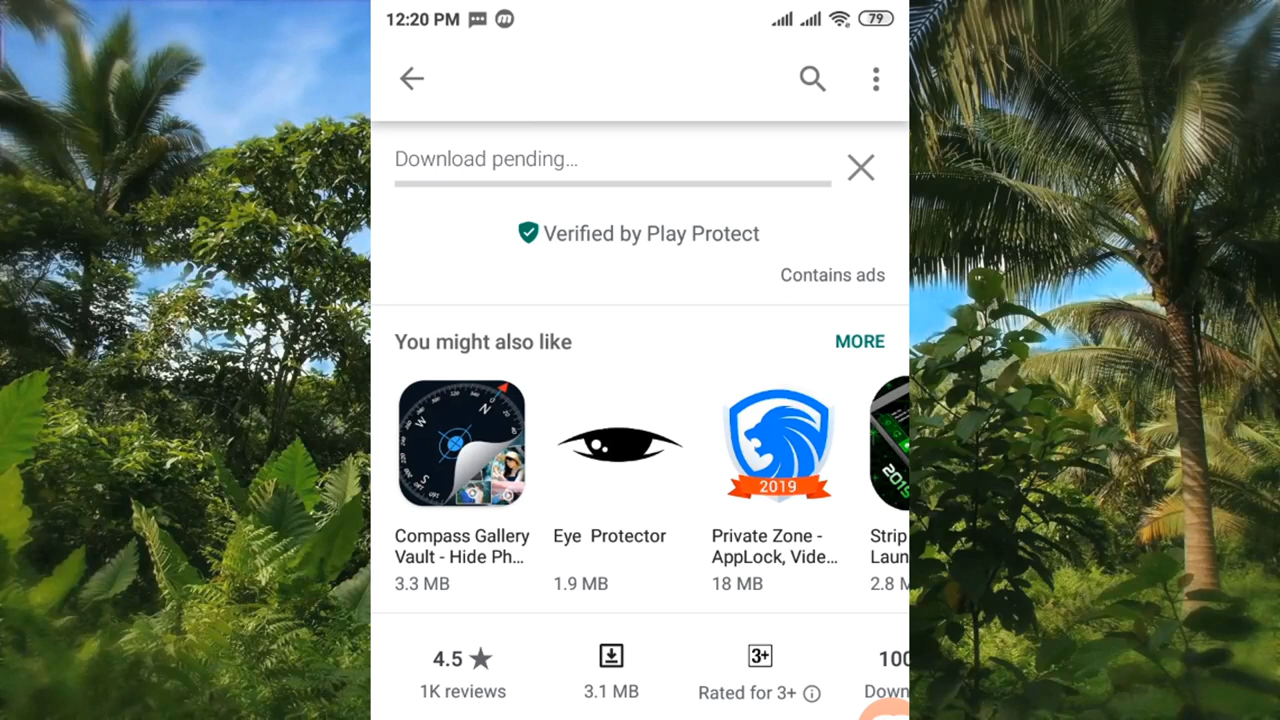 12:20 PM
79
Download pending...
Verified by Play Protect
Contains ads
You might also like
MORE
N
W
S
2019
2019
Compass Gallery
Vault - Hide Ph...
3.3 MB
Eye Protector
1.9 MB
Private Zone -
AppLock, Vide...
18 MB
Strip
Laun
2.8 M
4.5
1K reviews
3.1 MB
3+
Rated for 3+
100
Down